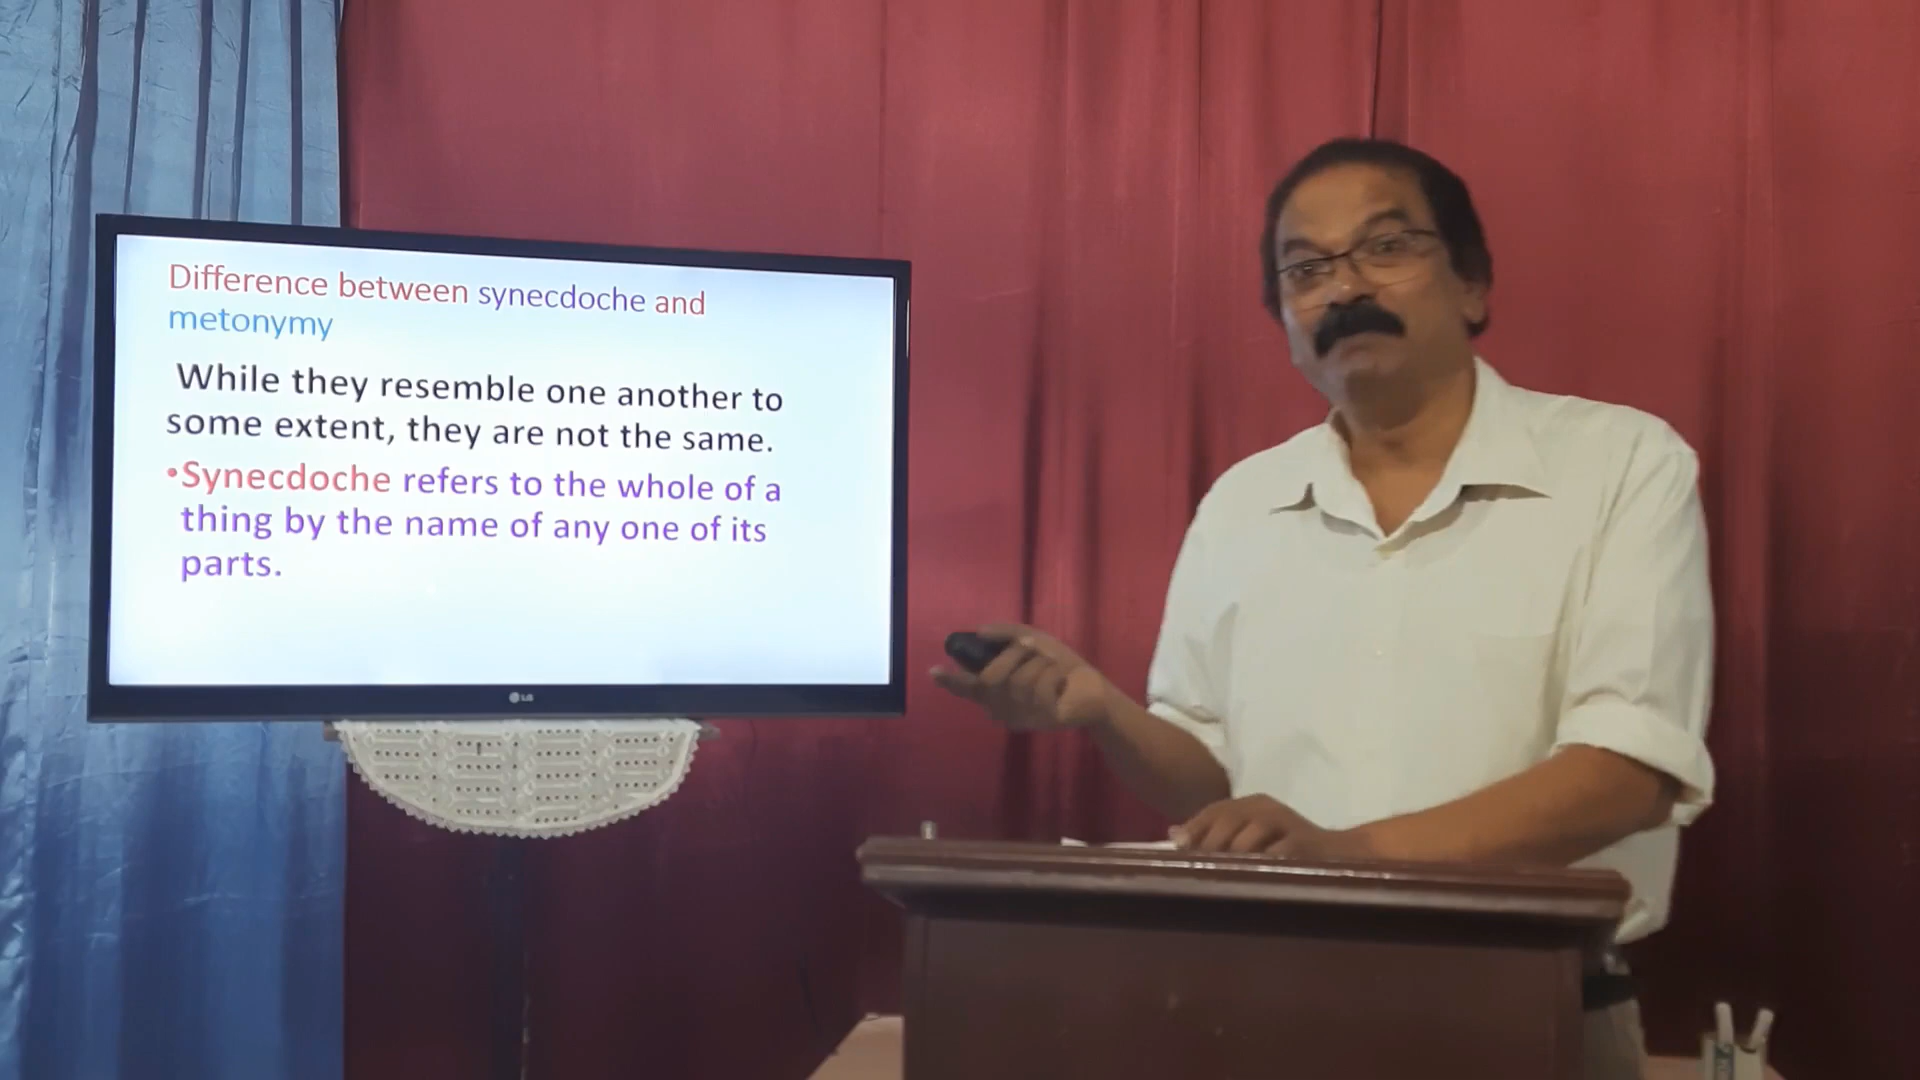 Difference between synecdoche and
metonymy
While they resemble one another to
some extent, they are not the same.
•Synecdoche refers to the whole of a
thing by the name of any one of its
parts.
LG